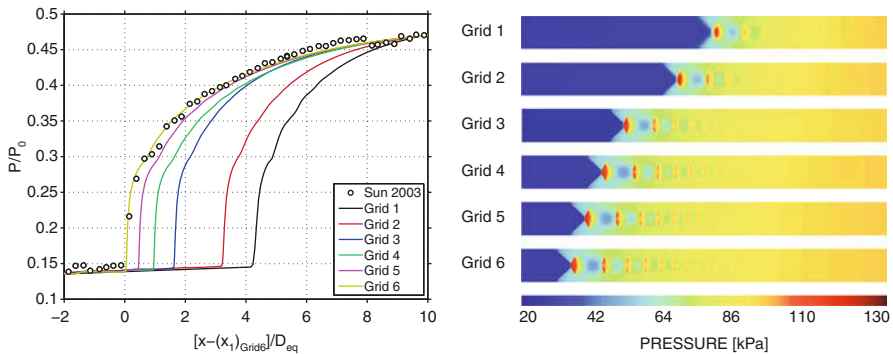 0.5
0.45
0.4
0.35
0.3
0.25
0.2
0.15
0.1
P/P0
−2
0
2
4
6
8
10
[x−(x1)Grid6]/Deq
Sun 2003
Grid 1
Grid 2
Grid 3
Grid 4
Grid 5
Grid 6
Grid 1
Grid 2
Grid 3
Grid 4
Grid 5
Grid 6
20 42 64 86 110 130
PRESSURE [kPa]